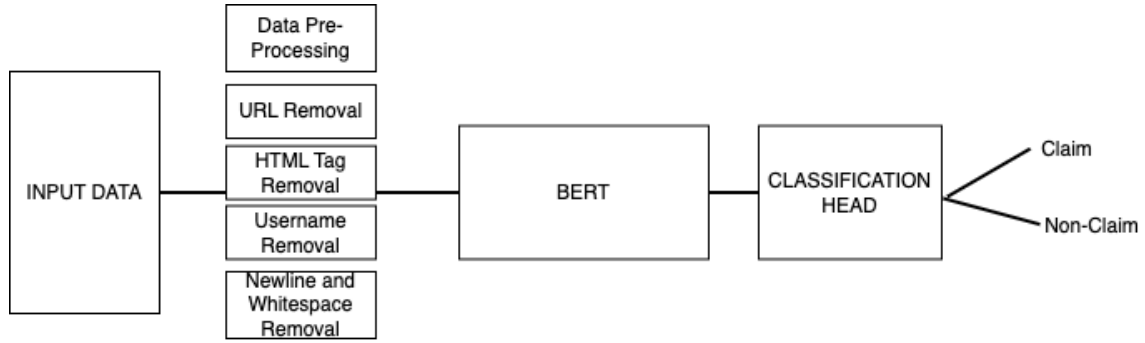 INPUT DATA
Data Pre-
Processing
URL Removal
HTML Tag
Removal
Username
Removal
Newline and
Whitespace
Removal
BERT
CLASSIFICATION
HEAD
Claim
Non-Claim